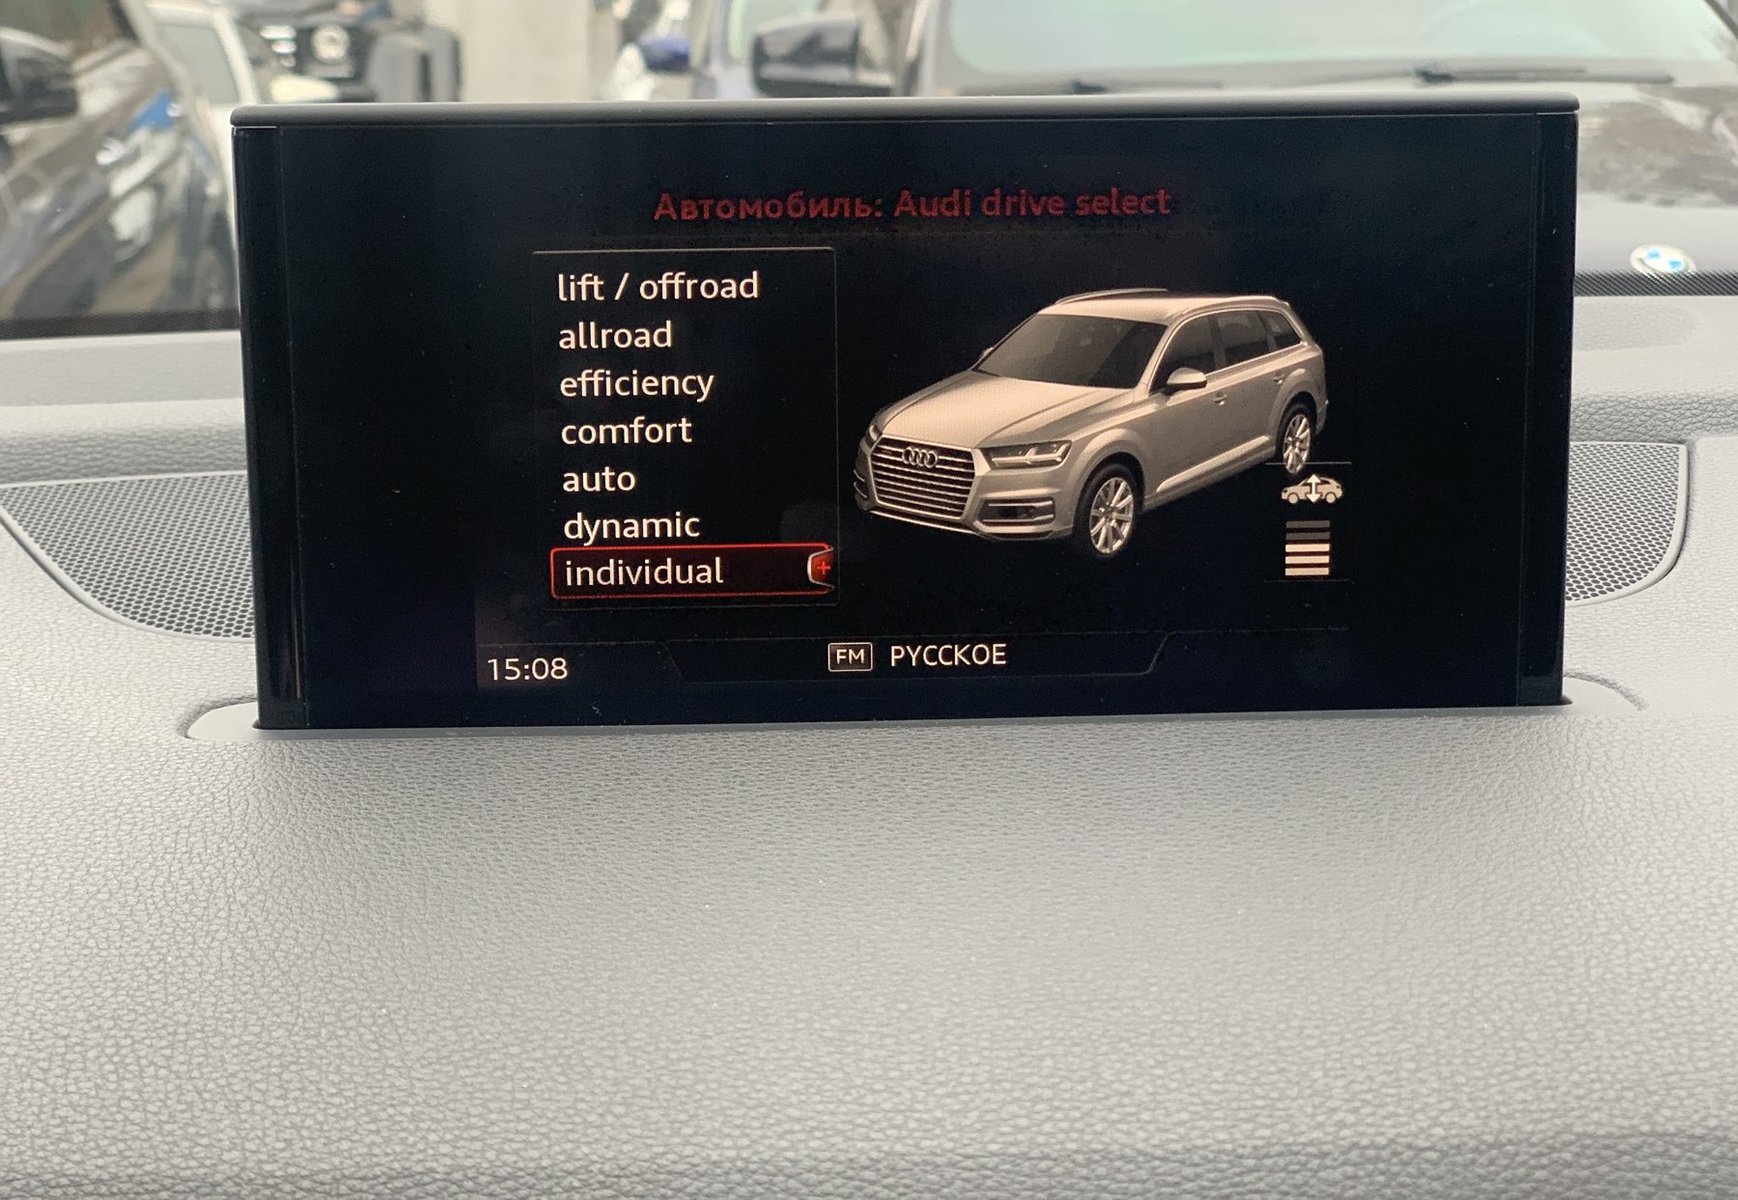 Автомобиль: Audi drive select
lift / offroad
allroad
efficiency
comfort
auto
dynamic
individual
15:08
FM РУССКОЕ